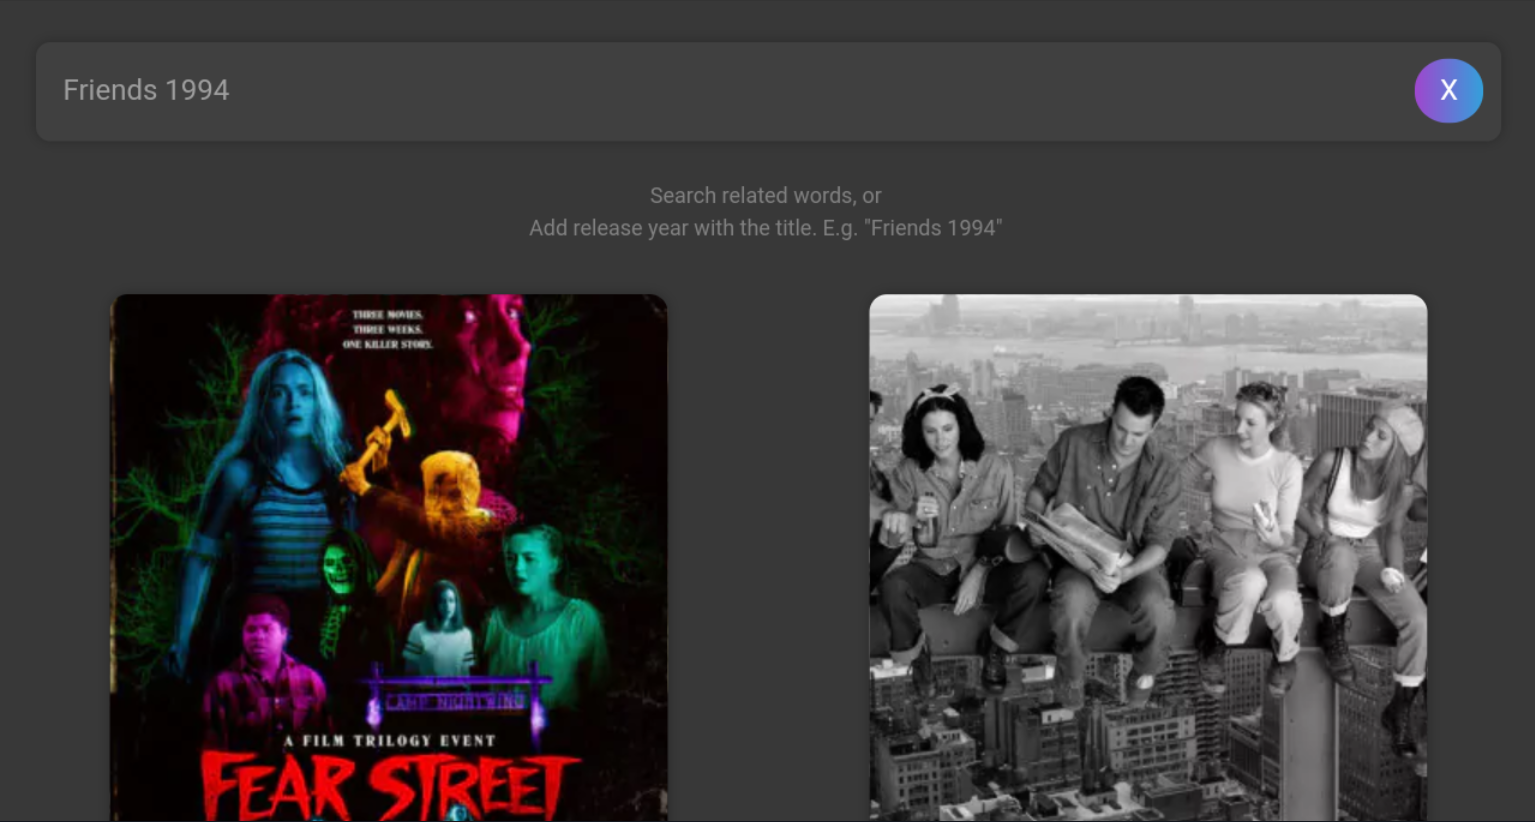 Friends 1994
X
Search related words, or
Add release year with the title. E.g. "Friends 1994"
THREE MOVIES.
THREE WEEKS.
ONE KILLER STORY.
CAMP NIGHTWING
A FILM TRILOGY EVENT
FEAR STREET